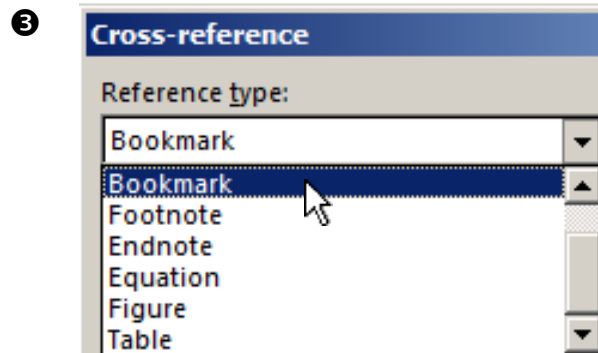 ❸
Cross-reference
Reference type:
Bookmark
Bookmark
Footnote
Endnote
Equation
Figure
Table